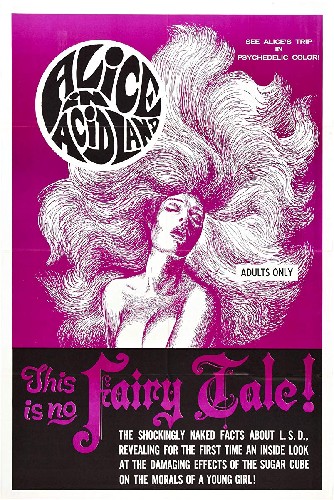 ALICE
IN
ACIDLAND
SEE ALICE'S TRIP
IN
PSYCHEDELIC COLOR!
ADULTS ONLY
This
is no
Fairy Tale!
THE SHOCKINGLY NAKED FACTS ABOUT L.S.D.,
REVEALING FOR THE FIRST TIME AN INSIDE LOOK
AT THE DAMAGING EFFECTS OF THE SUGAR CUBE
ON THE MORALS OF A YOUNG GIRL!